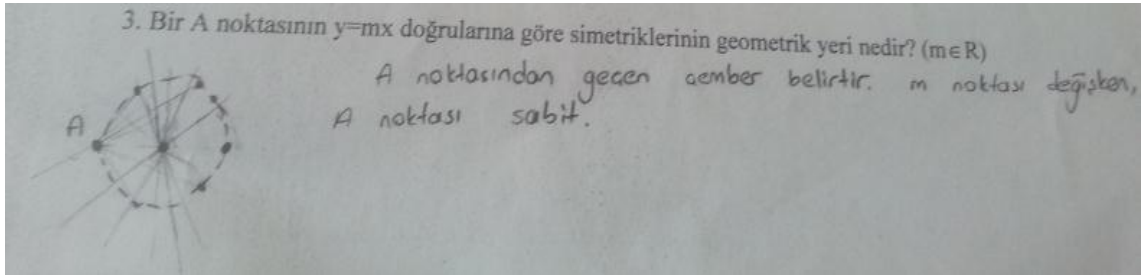 3. Bir A noktasının y=mx doğrularına göre simetriklerinin geometrik yeri nedir? (m∈R)
A noktasından geçen çember belirtir. m noktası değişken,
A noktası sabit.
A